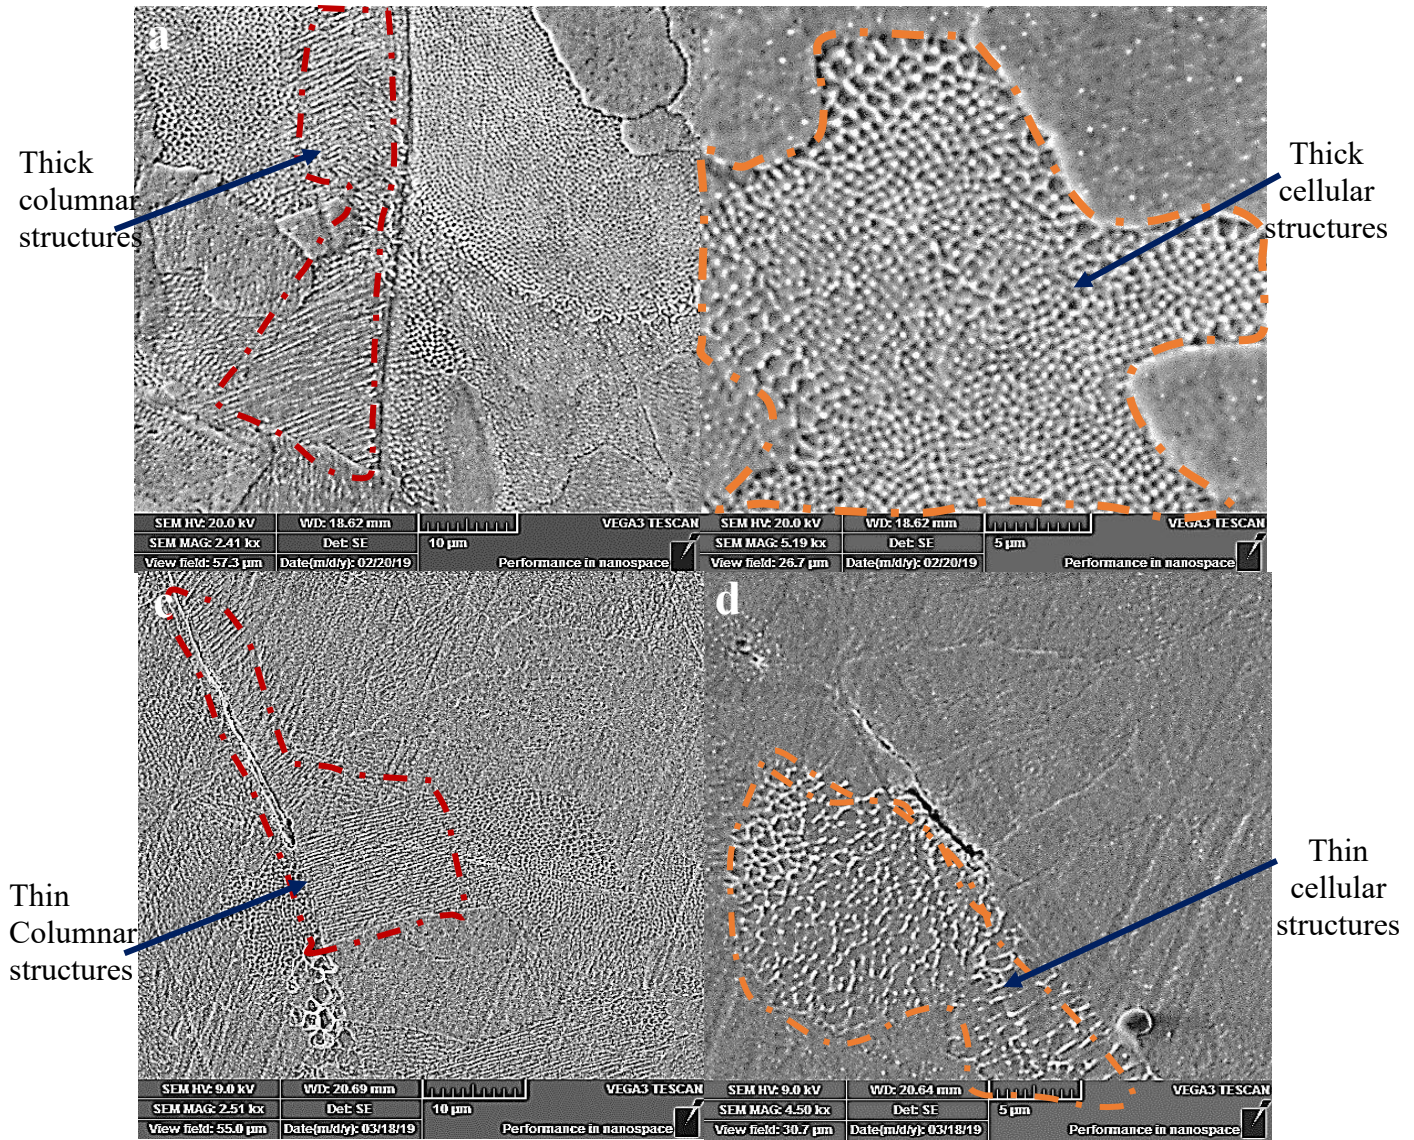 a
Thick
columnar
structures
Thick
cellular
structures
SEM HV: 20.0 kV
WD: 18.62 mm
VEGA3 TESCAN
SEM MAG: 2.41 kx
Det: SE
10 µm
View field: 57.3 µm
Date(m/d/y): 02/20/19
Performance in nanospace
SEM HV: 20.0 kV
WD: 18.62 mm
VEGA3 TESCAN
SEM MAG: 5.19 kx
Det: SE
5 µm
View field: 26.7 µm
Date(m/d/y): 02/20/19
Performance in nanospace
c
d
Thin
Columnar
structures
Thin
cellular
structures
SEM HV: 9.0 kV
WD: 20.69 mm
VEGA3 TESCAN
SEM MAG: 2.51 kx
Det: SE
10 µm
View field: 55.0 µm
Date(m/d/y): 03/18/19
Performance in nanospace
SEM HV: 9.0 kV
WD: 20.64 mm
VEGA3 TESCAN
SEM MAG: 4.50 kx
Det: SE
5 µm
View field: 30.7 µm
Date(m/d/y): 03/18/19
Performance in nanospace